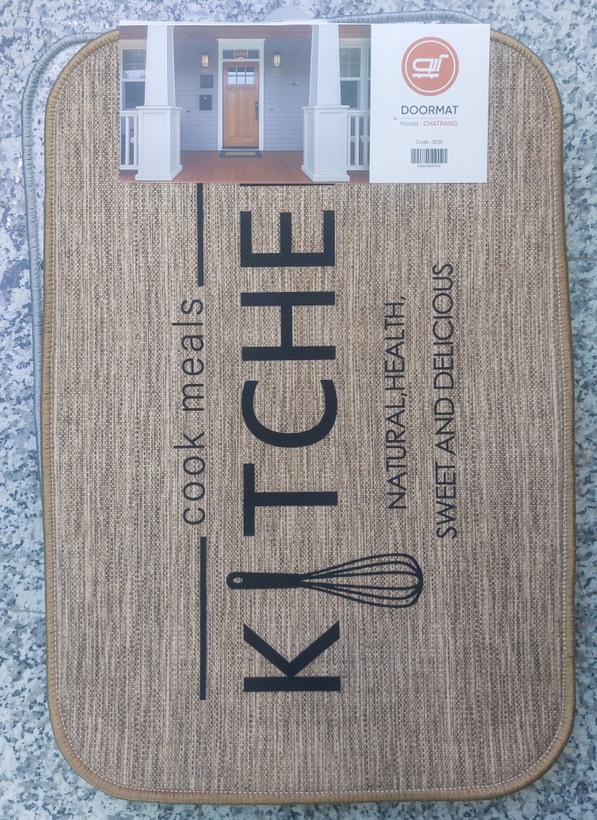 DOORMAT
Model : CHATRANG
cook meals
KITCHE
NATURAL,HEALTH,
SWEET AND DELICIOUS